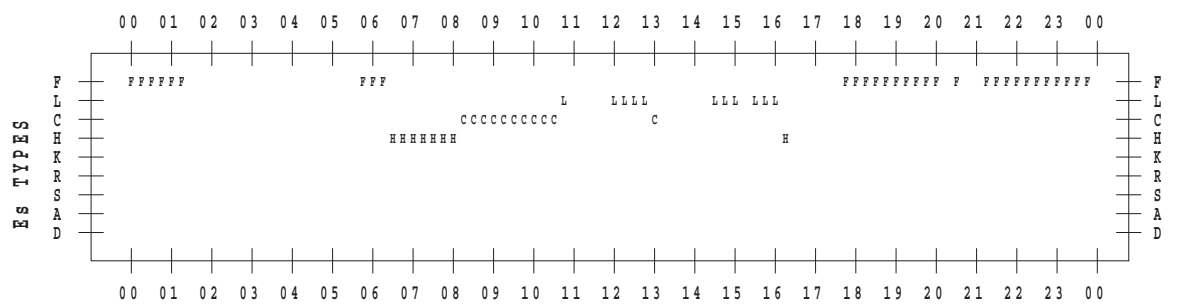 00 01 02 03 04 05 06 07 08 09 10 11 12 13 14 15 16 17 18 19 20 21 22 23 00
F FFFFFF FFF FFFFFFFFFF F FFFFFFFFFFF F
L L LLLL LLL LLL L
C CCCCCCCCCC C C
H HHHHHHH H H
K K
R R
S S
A A
D D
Es TYPES
00 01 02 03 04 05 06 07 08 09 10 11 12 13 14 15 16 17 18 19 20 21 22 23 00